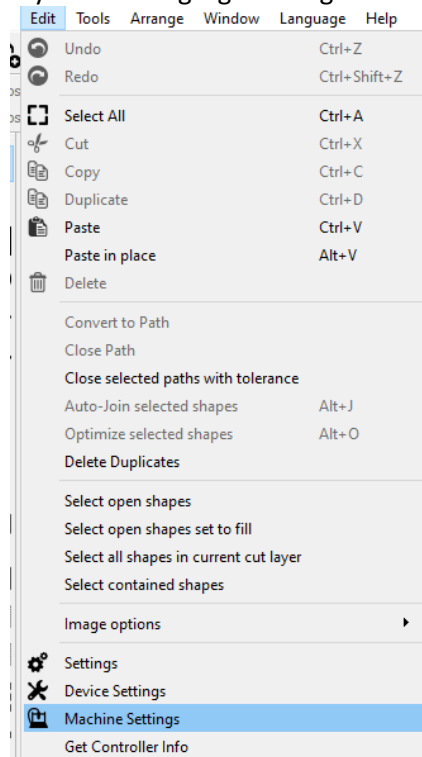 Edit Tools Arrange Window Language Help
Undo Ctrl+Z
Redo Ctrl+Shift+Z
Select All Ctrl+A
Cut Ctrl+X
Copy Ctrl+C
Duplicate Ctrl+D
Paste Ctrl+V
Paste in place Alt+V
Delete
Convert to Path
Close Path
Close selected paths with tolerance
Auto-Join selected shapes Alt+J
Optimize selected shapes Alt+O
Delete Duplicates
Select open shapes
Select open shapes set to fill
Select all shapes in current cut layer
Select contained shapes
Image options
Settings
Device Settings
Machine Settings
Get Controller Info